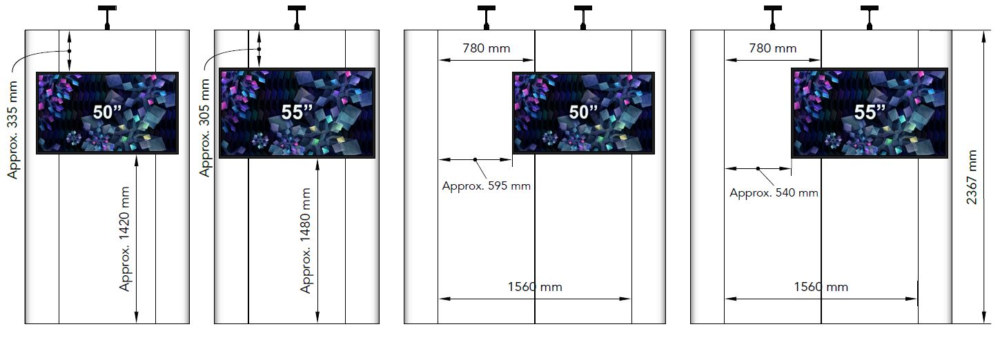 Approx. 335 mm
50”
Approx. 1420 mm
Approx. 305 mm
55”
Approx. 1480 mm
780 mm
50”
Approx. 595 mm
1560 mm
780 mm
55”
Approx. 540 mm
1560 mm
2367 mm